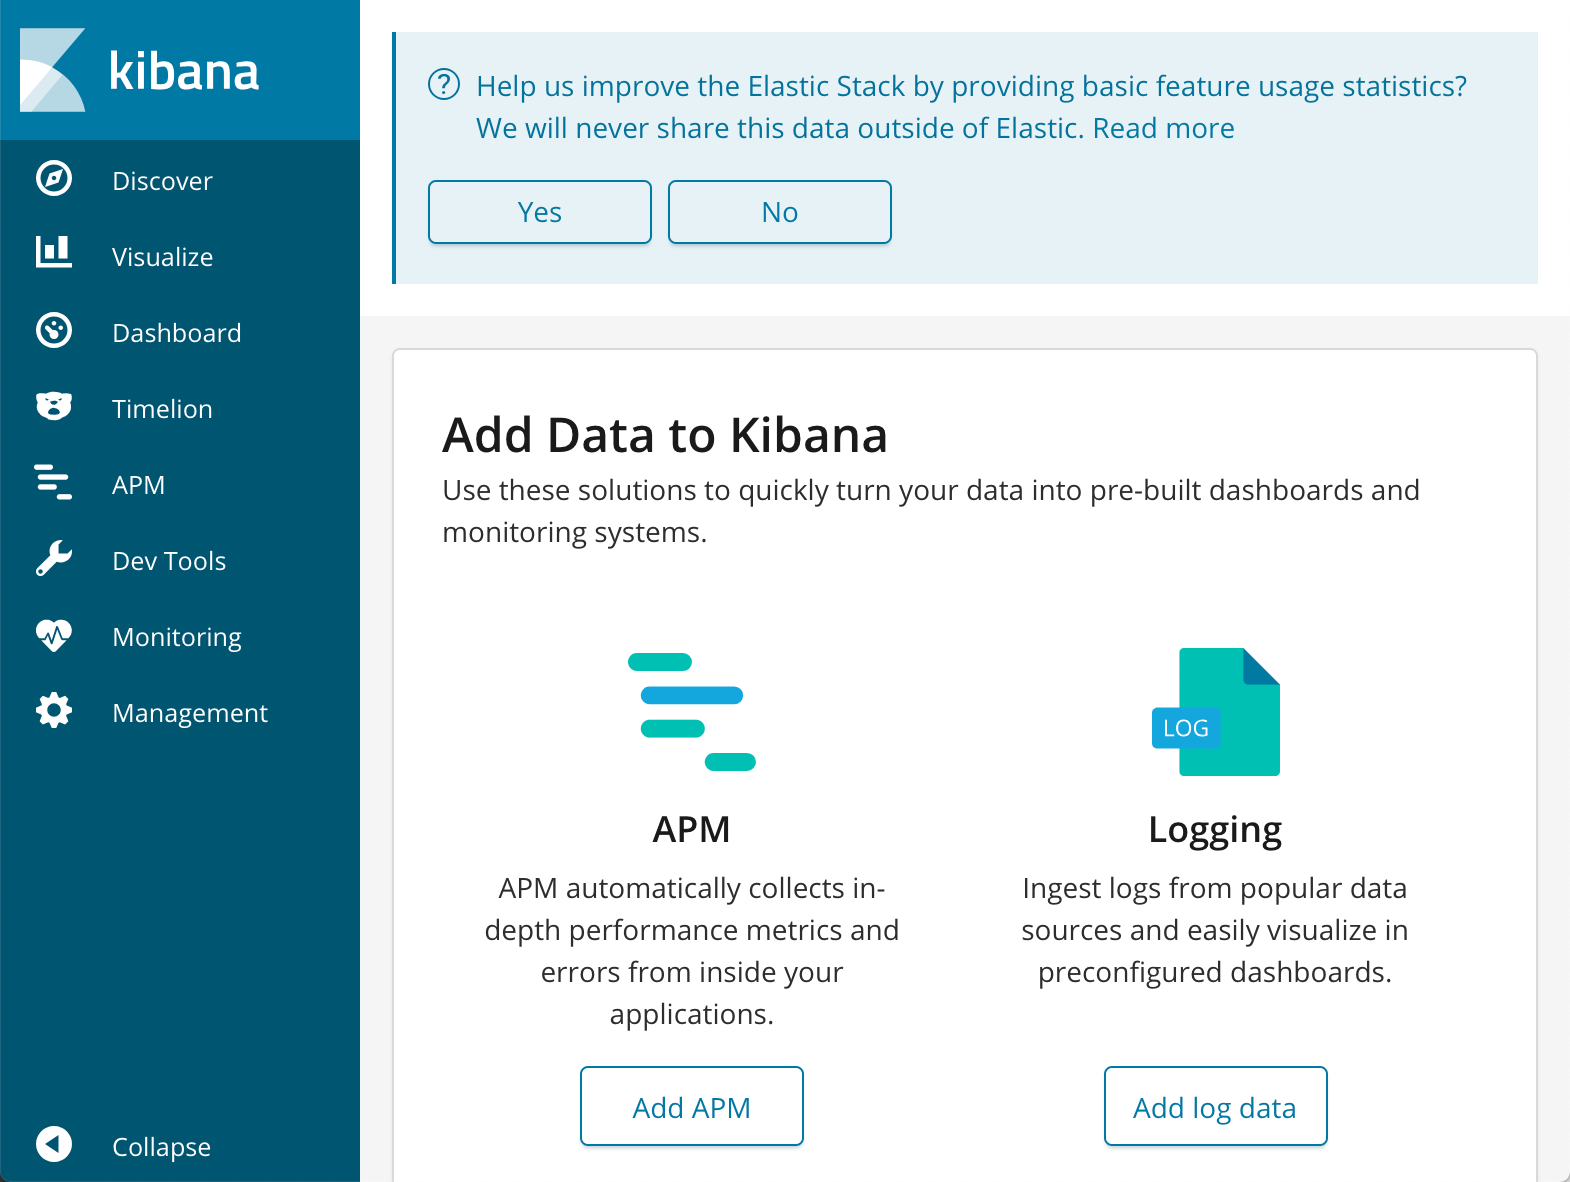 kibana
Discover
Visualize
Dashboard
Timelion
APM
Dev Tools
Monitoring
Management
Collapse
Help us improve the Elastic Stack by providing basic feature usage statistics?
We will never share this data outside of Elastic. Read more
Yes
No
Add Data to Kibana
Use these solutions to quickly turn your data into pre-built dashboards and
monitoring systems.
APM
APM automatically collects in-
depth performance metrics and
errors from inside your
applications.
Add APM
LOG
Logging
Ingest logs from popular data
sources and easily visualize in
preconfigured dashboards.
Add log data